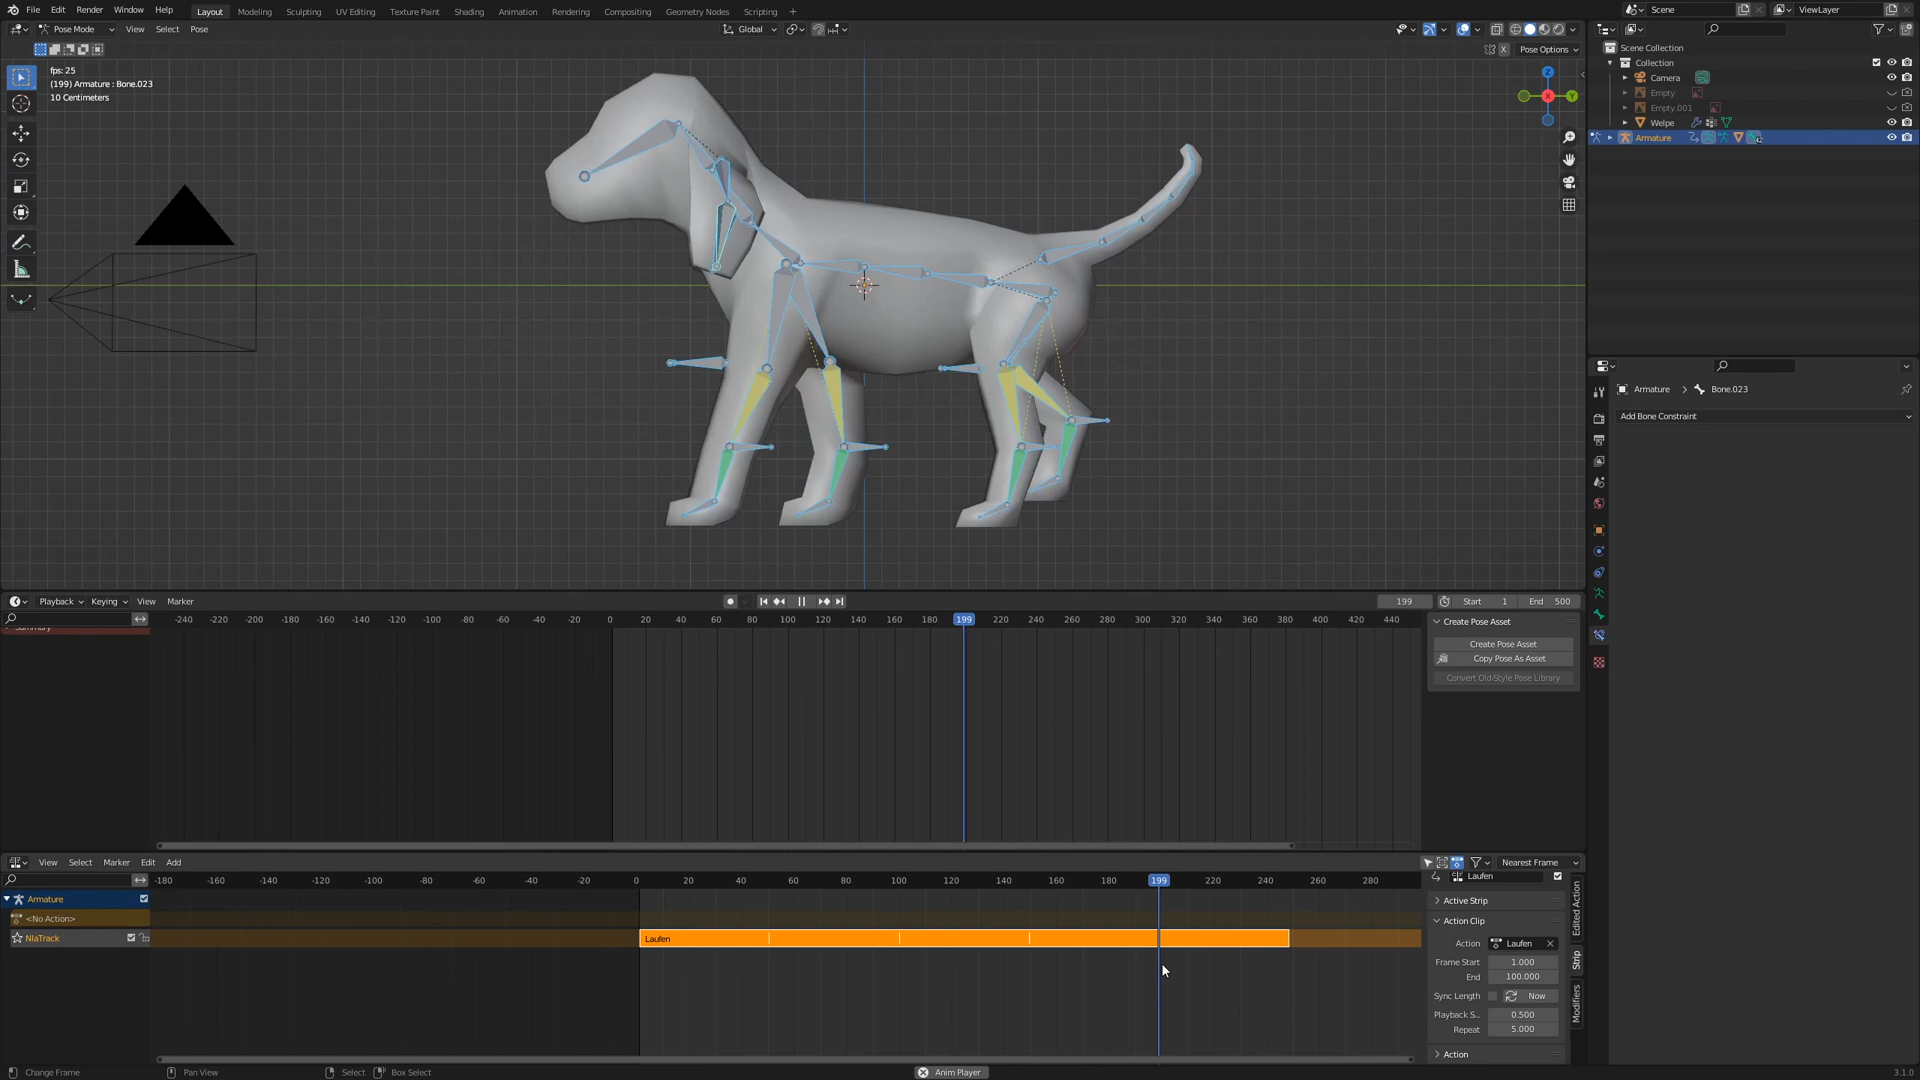 File Edit Render Window Help Layout Modeling Sculpting UV Editing Texture Paint Shading Animation Rendering Compositing Geometry Nodes Scripting + Scene ViewLayer
Pose Mode View Select Pose Global
Pose Options
fps: 25
(199) Armature : Bone.023
10 Centimeters
Z
X
Y
Scene Collection
Collection
Camera
Empty
Empty.001
Welpe
Armature 42
Armature > Bone.023
Add Bone Constraint
Playback Keying View Marker 199 Start 1 End 500
-240 -220 -200 -180 -160 -140 -120 -100 -80 -60 -40 -20 0 20 40 60 80 100 120 140 160 180 199 220 240 260 280 300 320 340 360 380 400 420 440
Summary
Create Pose Asset
Create Pose Asset
Copy Pose As Asset
Convert Old-Style Pose Library
View Select Marker Edit Add Nearest Frame
-180 -160 -140 -120 -100 -80 -60 -40 -20 0 20 40 60 80 100 120 140 160 180 199 220 240 260 280
Armature
<No Action>
NlaTrack
Laufen
Laufen
Active Strip
Action Clip
Action Laufen
Frame Start 1.000
End 100.000
Sync Length Now
Playback S... 0.500
Repeat 5.000
Action
Edited Action
Strip
Modifiers
Change Frame Pan View Select Box Select Anim Player 3.1.0